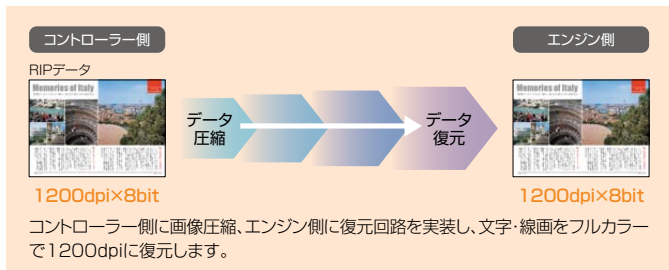 コントローラー側
エンジン側
RIPデータ
Memories of Italy
Memories of Italy
データ
圧縮
データ
復元
1200dpi×8bit
1200dpi×8bit
コントローラー側に画像圧縮、エンジン側に復元回路を実装し、文字・線画をフルカラー
で1200dpiに復元します。